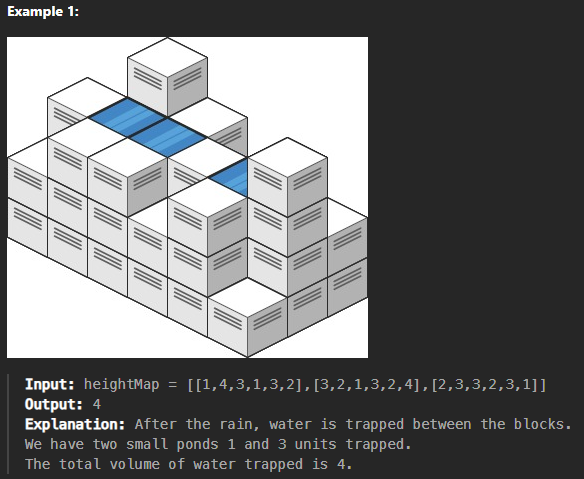 Example 1:
Input: heightMap = [[1,4,3,1,3,2],[3,2,1,3,2,4],[2,3,3,2,3,1]]
Output: 4
Explanation: After the rain, water is trapped between the blocks.
We have two small ponds 1 and 3 units trapped.
The total volume of water trapped is 4.